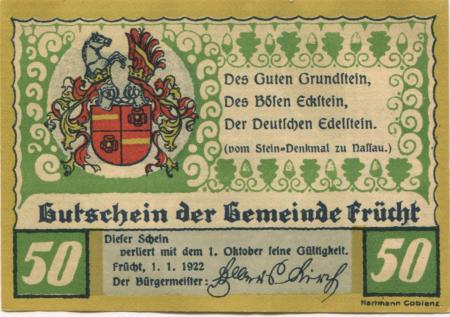 Des Guten Grundstein,
Des Bösen Eckstein,
Der Deutschen Edelstein.
(vom Stein=Denkmal zu Nassau.)
Gutschein der Gemeinde Frücht
50
Dieser Schein
verliert mit dem 1. Oktober seine Gültigkeit.
Frücht, 1. 1. 1922
Der Bürgermeister:
50
Hartmann Coblenz